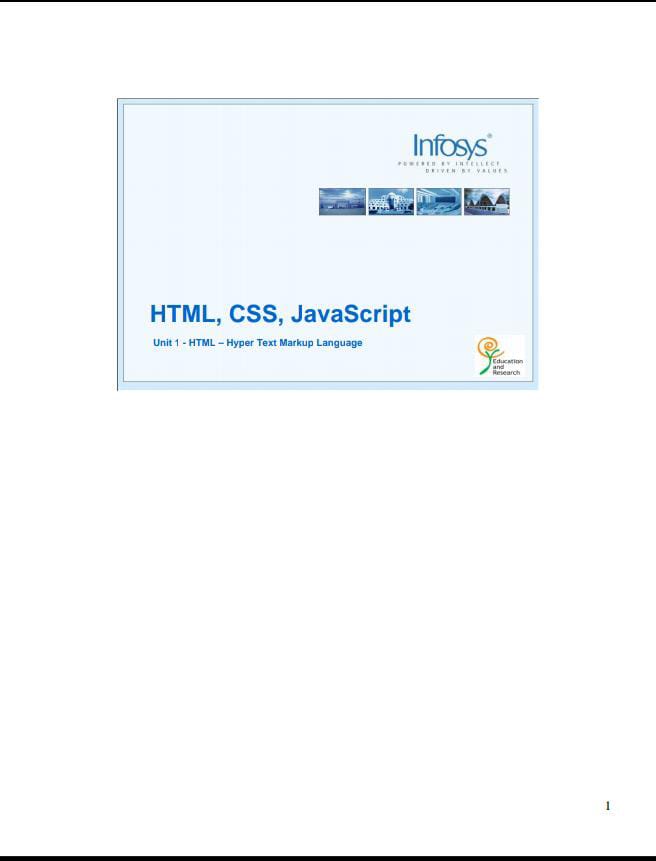 Infosys®
POWERED BY INTELLECT
DRIVEN BY VALUES
HTML, CSS, JavaScript
Unit 1 - HTML – Hyper Text Markup Language
Education
and
Research
1